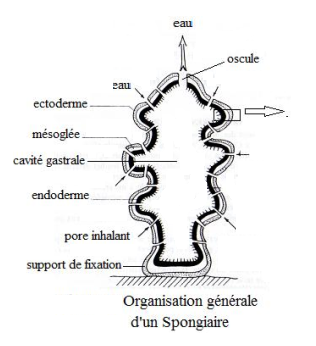 eau
oscule
eau
ectoderme
mésoglée
cavité gastrale
endoderme
pore inhalant
support de fixation
Organisation générale
d'un Spongiaire